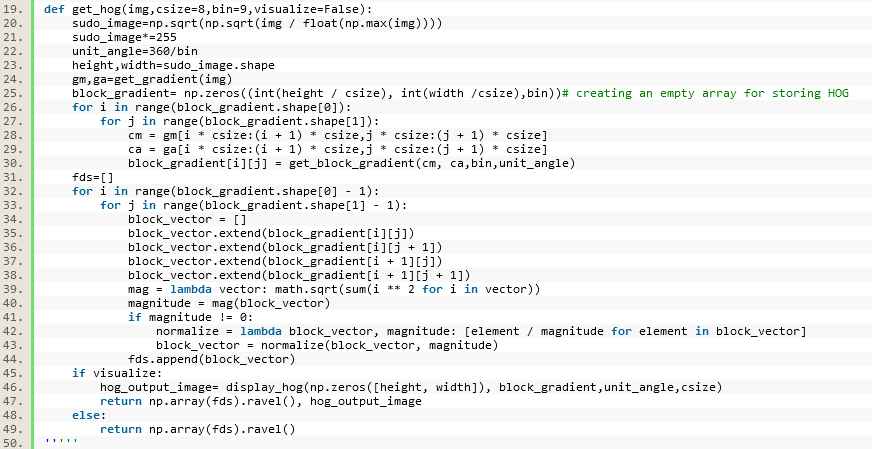 19. def get_hog(img,csize=8,bin=9,visualize=False):
20.     sudo_image=np.sqrt(np.sqrt(img / float(np.max(img))))
21.     sudo_image*=255
22.     unit_angle=360/bin
23.     height,width=sudo_image.shape
24.     gm,ga=get_gradient(img)
25.     block_gradient= np.zeros((int(height / csize), int(width /csize),bin))# creating an empty array for storing HOG
26.     for i in range(block_gradient.shape[0]):
27.         for j in range(block_gradient.shape[1]):
28.             cm = gm[i * csize:(i + 1) * csize,j * csize:(j + 1) * csize]
29.             ca = ga[i * csize:(i + 1) * csize,j * csize:(j + 1) * csize]
30.             block_gradient[i][j] = get_block_gradient(cm, ca,bin,unit_angle)
31.     fds=[]
32.     for i in range(block_gradient.shape[0] - 1):
33.         for j in range(block_gradient.shape[1] - 1):
34.             block_vector = []
35.             block_vector.extend(block_gradient[i][j])
36.             block_vector.extend(block_gradient[i][j + 1])
37.             block_vector.extend(block_gradient[i + 1][j])
38.             block_vector.extend(block_gradient[i + 1][j + 1])
39.             mag = lambda vector: math.sqrt(sum(i ** 2 for i in vector))
40.             magnitude = mag(block_vector)
41.             if magnitude != 0:
42.                 normalize = lambda block_vector, magnitude: [element / magnitude for element in block_vector]
43.                 block_vector = normalize(block_vector, magnitude)
44.             fds.append(block_vector)
45.     if visualize:
46.         hog_output_image= display_hog(np.zeros([height, width]), block_gradient,unit_angle,csize)
47.         return np.array(fds).ravel(), hog_output_image
48.     else:
49.         return np.array(fds).ravel()
50. '''''